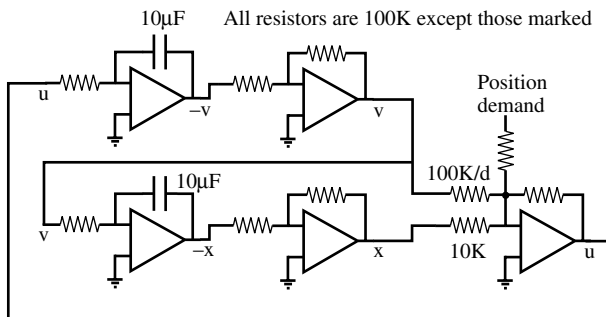 10μF
All resistors are 100K except those marked
u
–v
v
Position
demand
100K/d
10μF
v
–x
x
10K
u